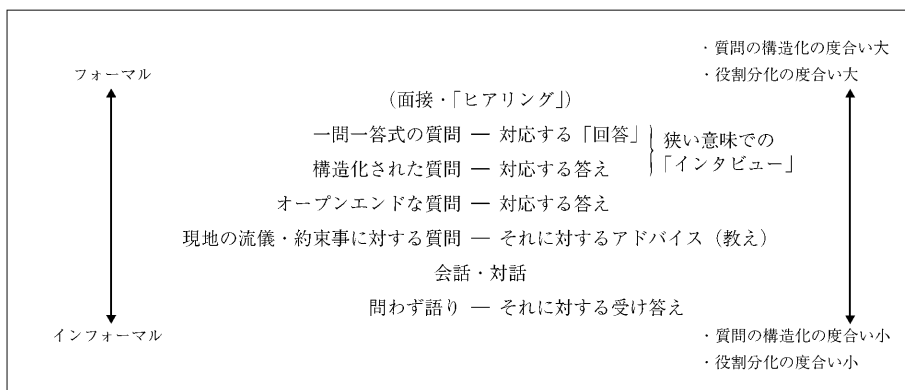 ・質問の構造化の度合い大
フォーマル
・役割分化の度合い大
（面接・「ヒアリング」）
一問一答式の質問 — 対応する「回答」
狭い意味での
構造化された質問 — 対応する答え
「インタビュー」
オープンエンドな質問 — 対応する答え
現地の流儀・約束事に対する質問 — それに対するアドバイス（教え）
会話・対話
問わず語り — それに対する受け答え
インフォーマル
・質問の構造化の度合い小
・役割分化の度合い小